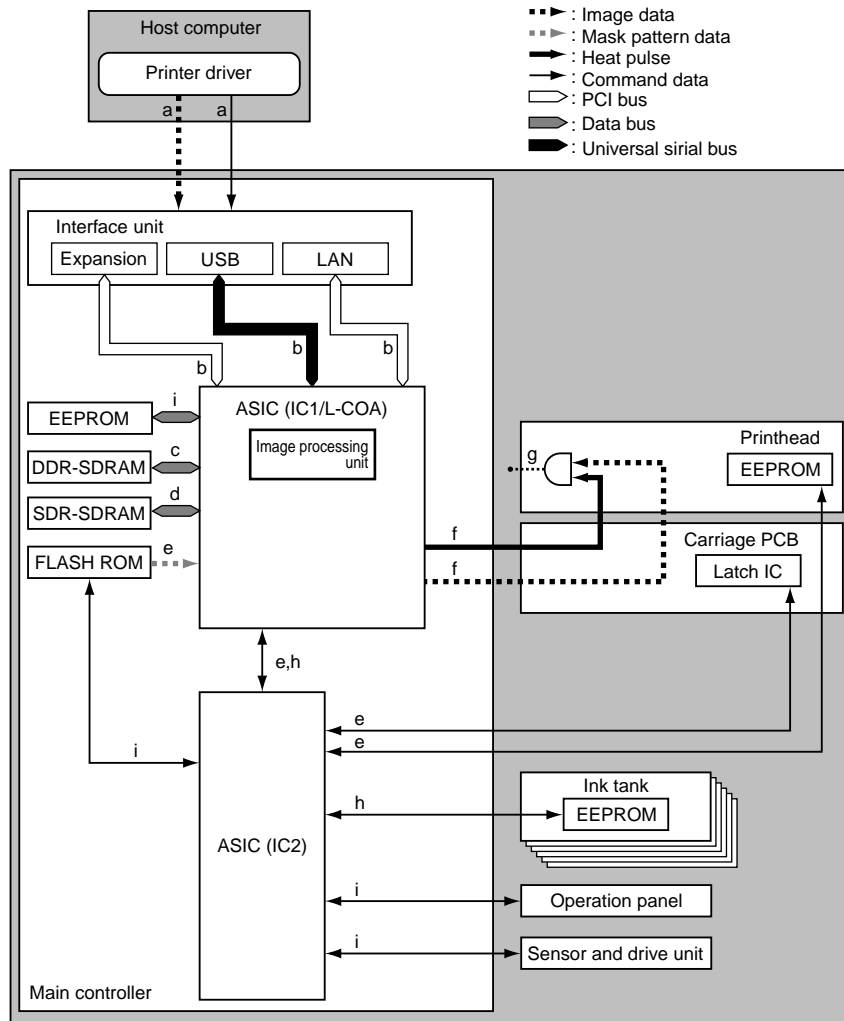 Host computer
Printer driver
a
a
: Image data
: Mask pattern data
: Heat pulse
: Command data
: PCI bus
: Data bus
: Universal sirial bus
Interface unit
Expansion
USB
LAN
b
b
b
ASIC (IC1/L-COA)
Image processing
unit
EEPROM
i
DDR-SDRAM
c
SDR-SDRAM
d
FLASH ROM
e
f
f
g
Printhead
EEPROM
Carriage PCB
Latch IC
e,h
e
e
i
ASIC (IC2)
h
Ink tank
EEPROM
i
Operation panel
i
Sensor and drive unit
Main controller